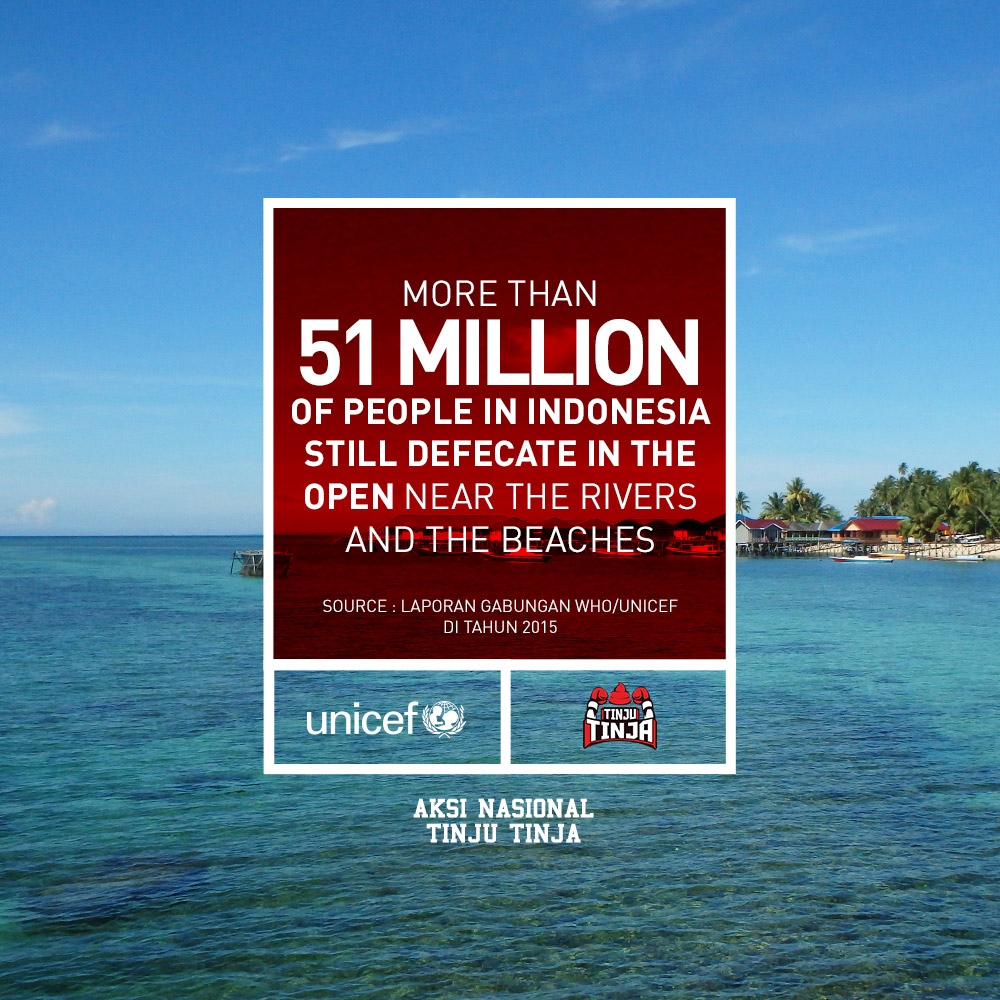 MORE THAN
51 MILLION
OF PEOPLE IN INDONESIA
STILL DEFECATE IN THE
OPEN NEAR THE RIVERS
AND THE BEACHES
SOURCE : LAPORAN GABUNGAN WHO/UNICEF
DI TAHUN 2015
unicef
TINJU
TINJA
AKSI NASIONAL
TINJU TINJA